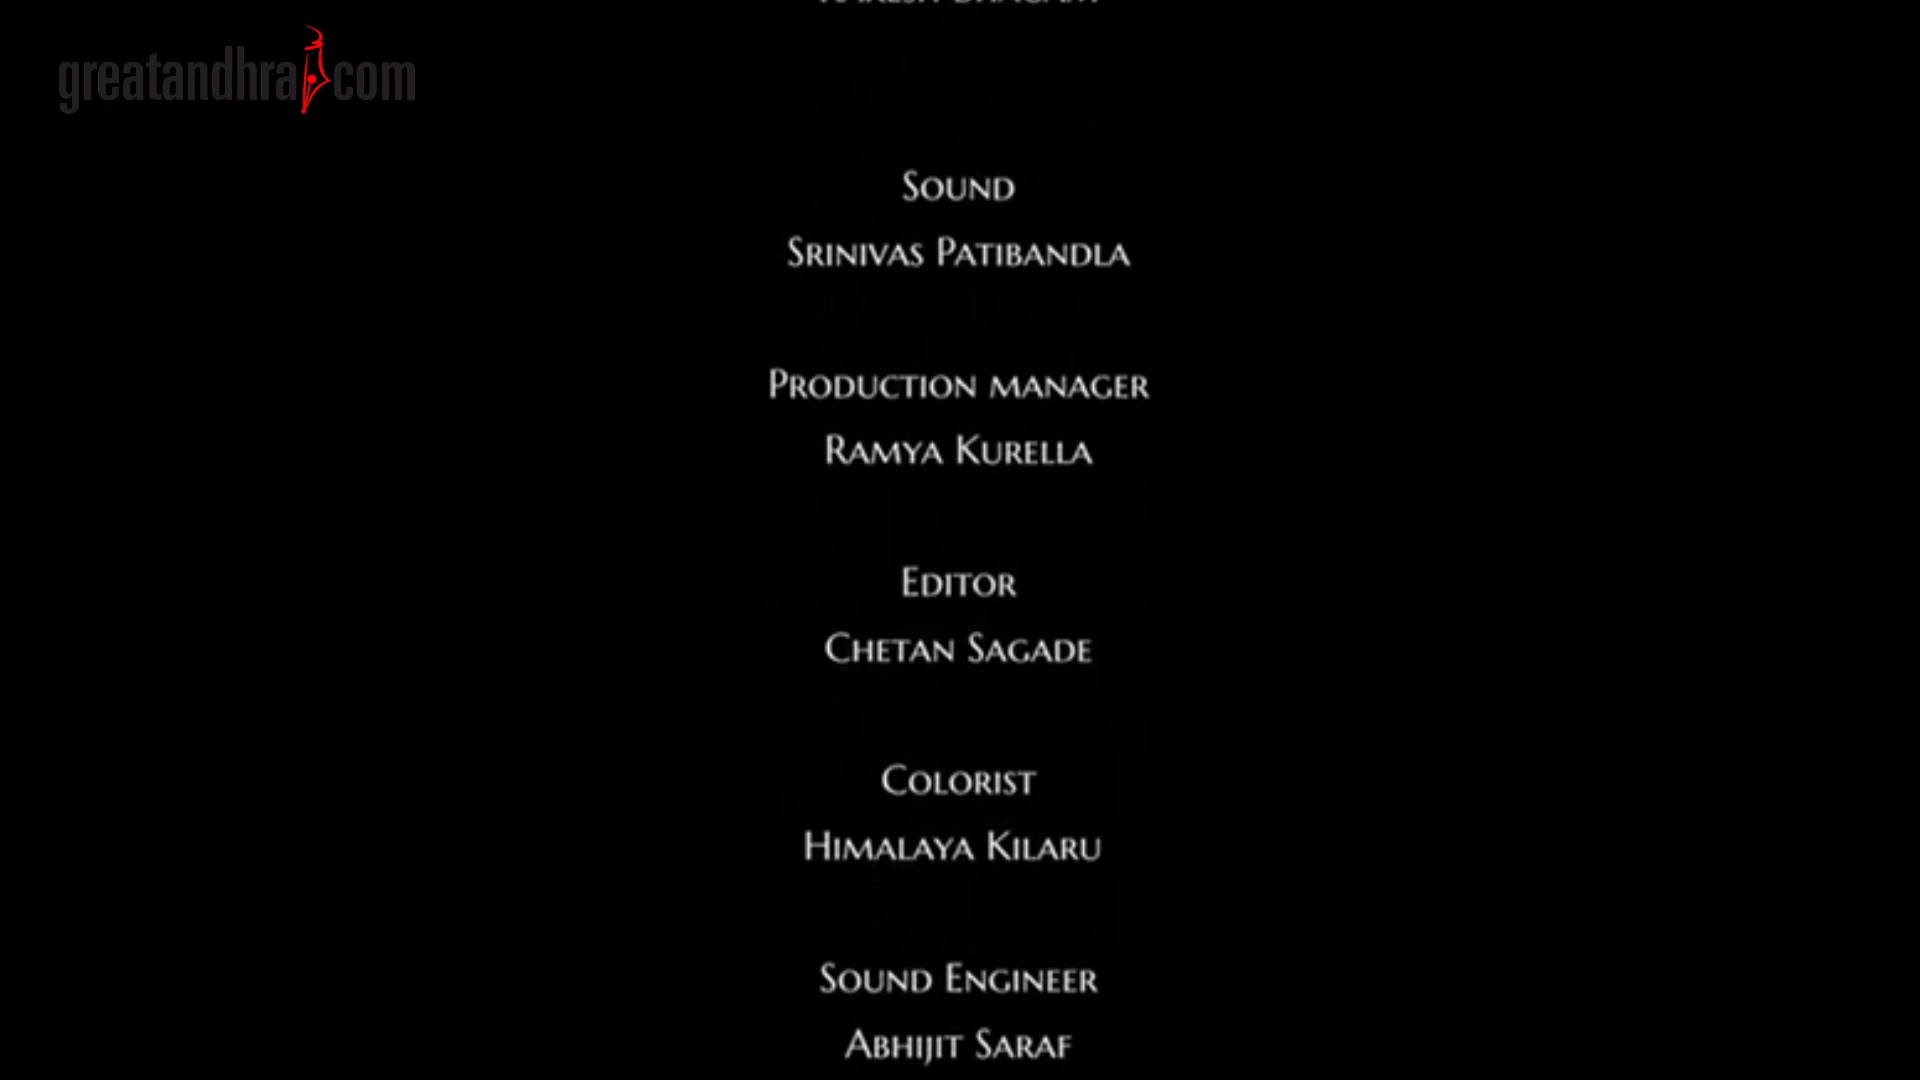 greatandhra.com
Sound
Srinivas Patibandla
Production manager
Ramya Kurella
Editor
Chetan Sagade
Colorist
Himalaya Kilaru
Sound Engineer
Abhijit Saraf